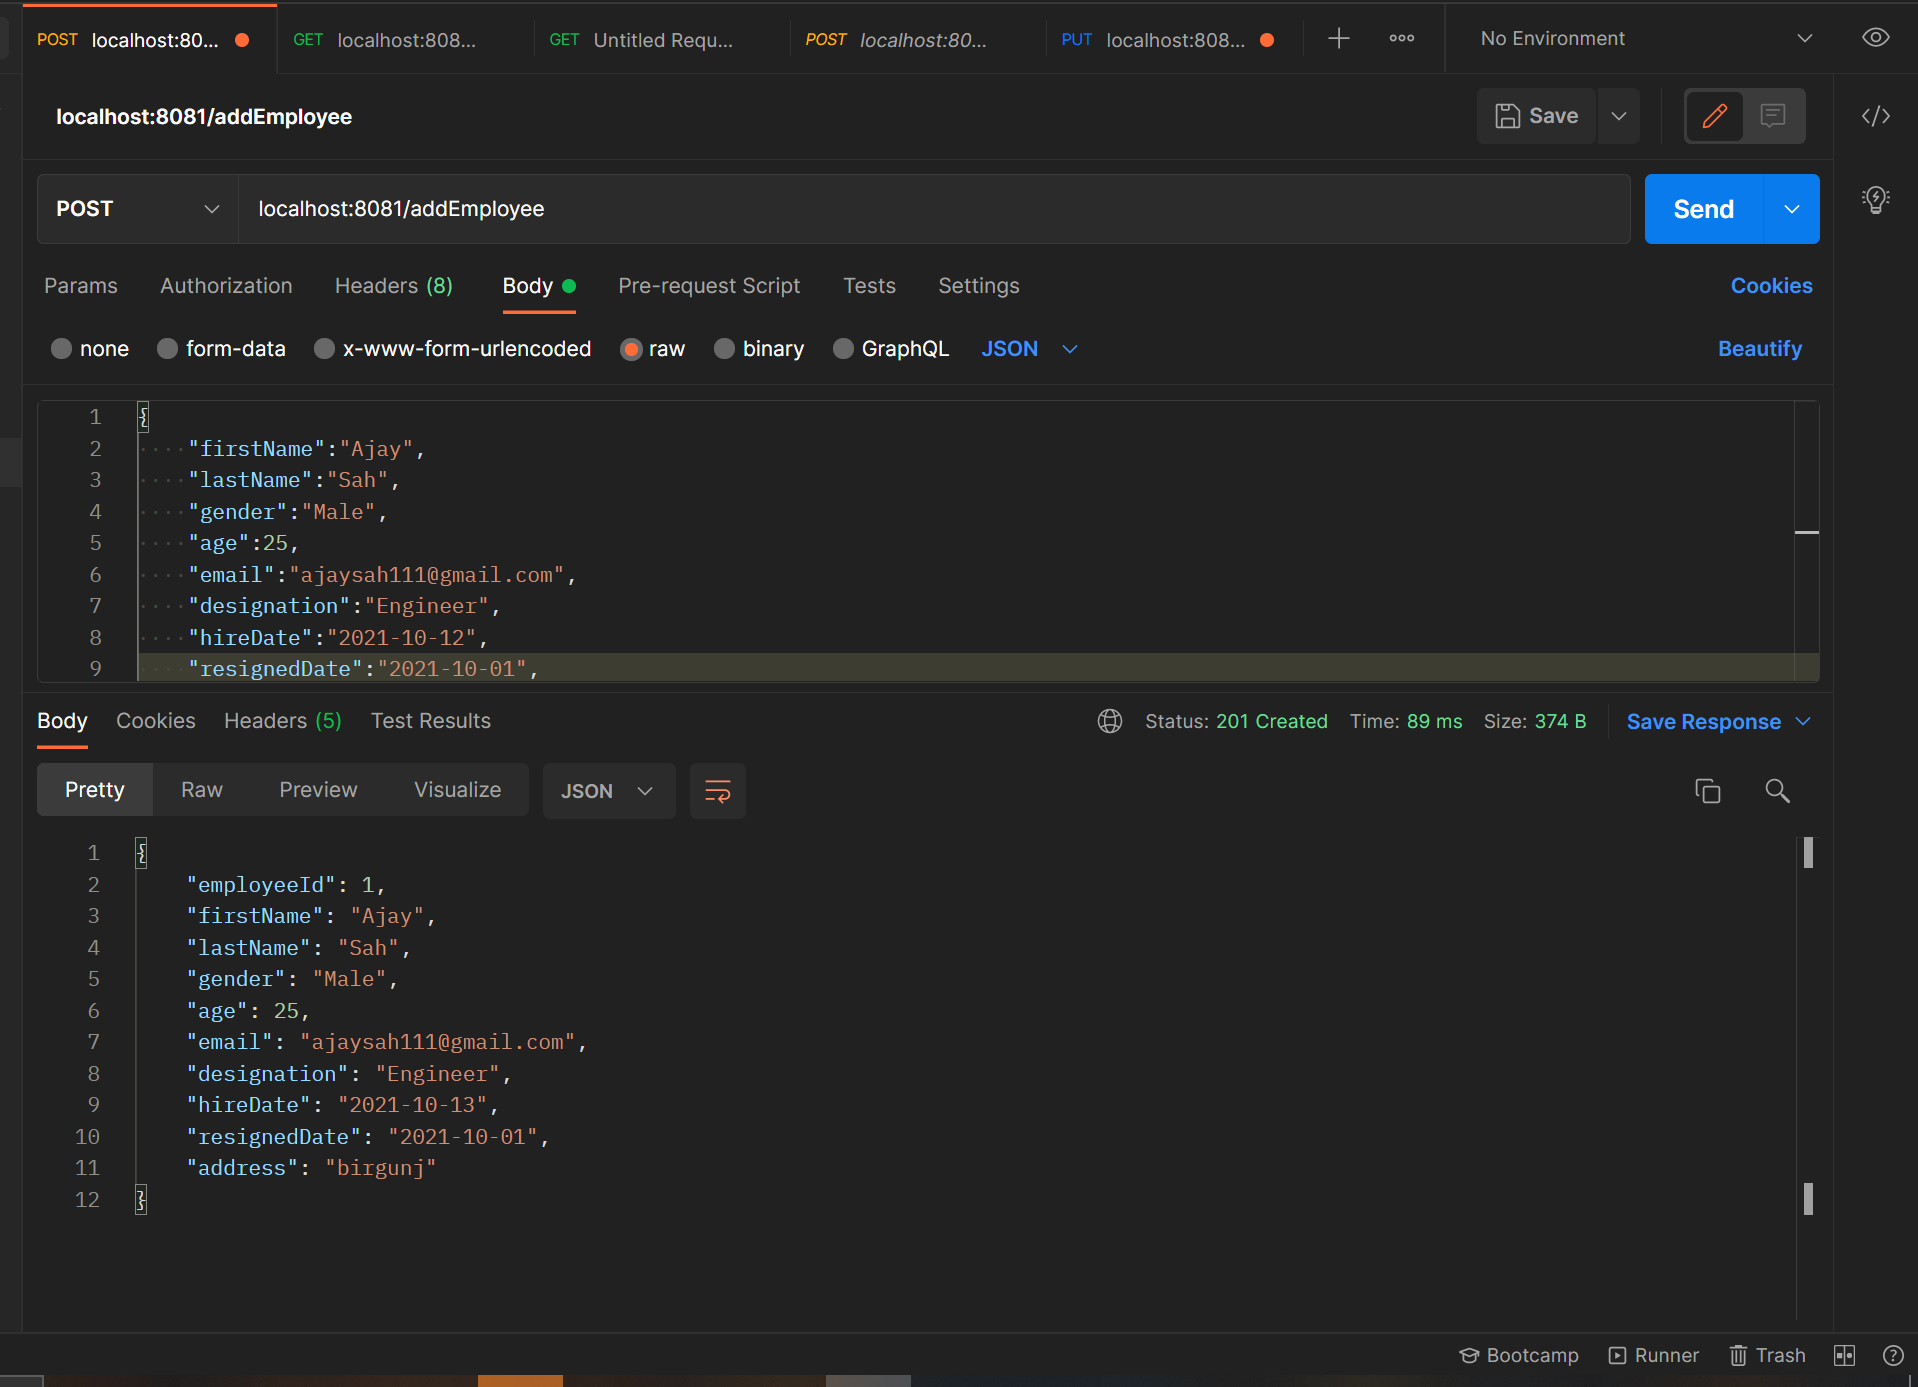 POST localhost:80... GET localhost:808... GET Untitled Requ... POST localhost:80... PUT localhost:808... No Environment
localhost:8081/addEmployee Save
POST localhost:8081/addEmployee Send
Params Authorization Headers (8) Body Pre-request Script Tests Settings Cookies
none form-data x-www-form-urlencoded raw binary GraphQL JSON Beautify
1 {
2 "firstName":"Ajay",
3 "lastName":"Sah",
4 "gender":"Male",
5 "age":25,
6 "email":"ajaysah111@gmail.com",
7 "designation":"Engineer",
8 "hireDate":"2021-10-12",
9 "resignedDate":"2021-10-01",
Body Cookies Headers (5) Test Results Status: 201 Created Time: 89 ms Size: 374 B Save Response
Pretty Raw Preview Visualize JSON
1 {
2 "employeeId": 1,
3 "firstName": "Ajay",
4 "lastName": "Sah",
5 "gender": "Male",
6 "age": 25,
7 "email": "ajaysah111@gmail.com",
8 "designation": "Engineer",
9 "hireDate": "2021-10-13",
10 "resignedDate": "2021-10-01",
11 "address": "birgunj"
12 }
Bootcamp Runner Trash